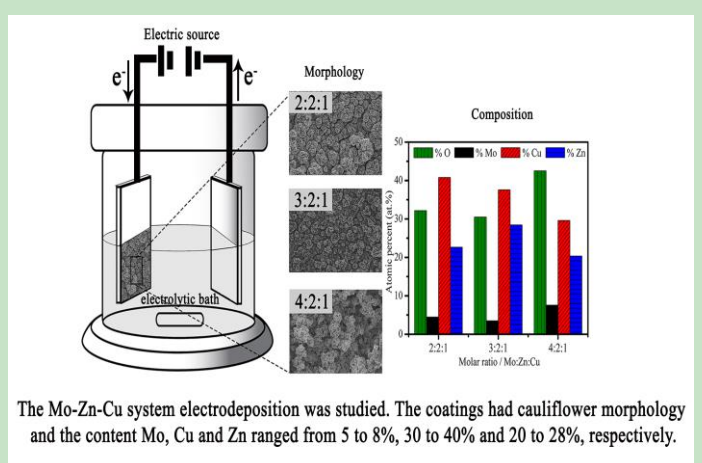 Electric source
e-
e-
Morphology
2:2:1
3:2:1
4:2:1
electrolytic bath
Composition
% O % Mo % Cu % Zn
50
40
30
20
10
0
Atomic percent (at.%)
2:2:1 3:2:1 4:2:1
Molar ratio / Mo:Zn:Cu
The Mo-Zn-Cu system electrodeposition was studied. The coatings had cauliflower morphology
and the content Mo, Cu and Zn ranged from 5 to 8%, 30 to 40% and 20 to 28%, respectively.